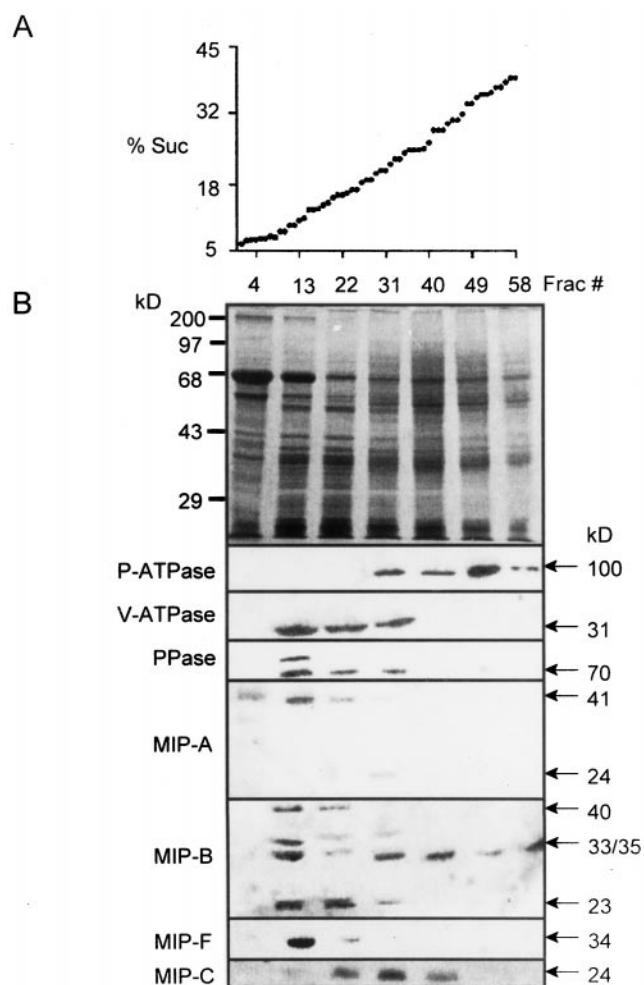 A
45
32
% Suc
18
5
4 13 22 31 40 49 58 Frac #
B
kD
200
97
68
43
29
kD
P-ATPase 100
V-ATPase 31
PPase 70
41
MIP-A
24
40
33/35
MIP-B
23
MIP-F 34
MIP-C 24